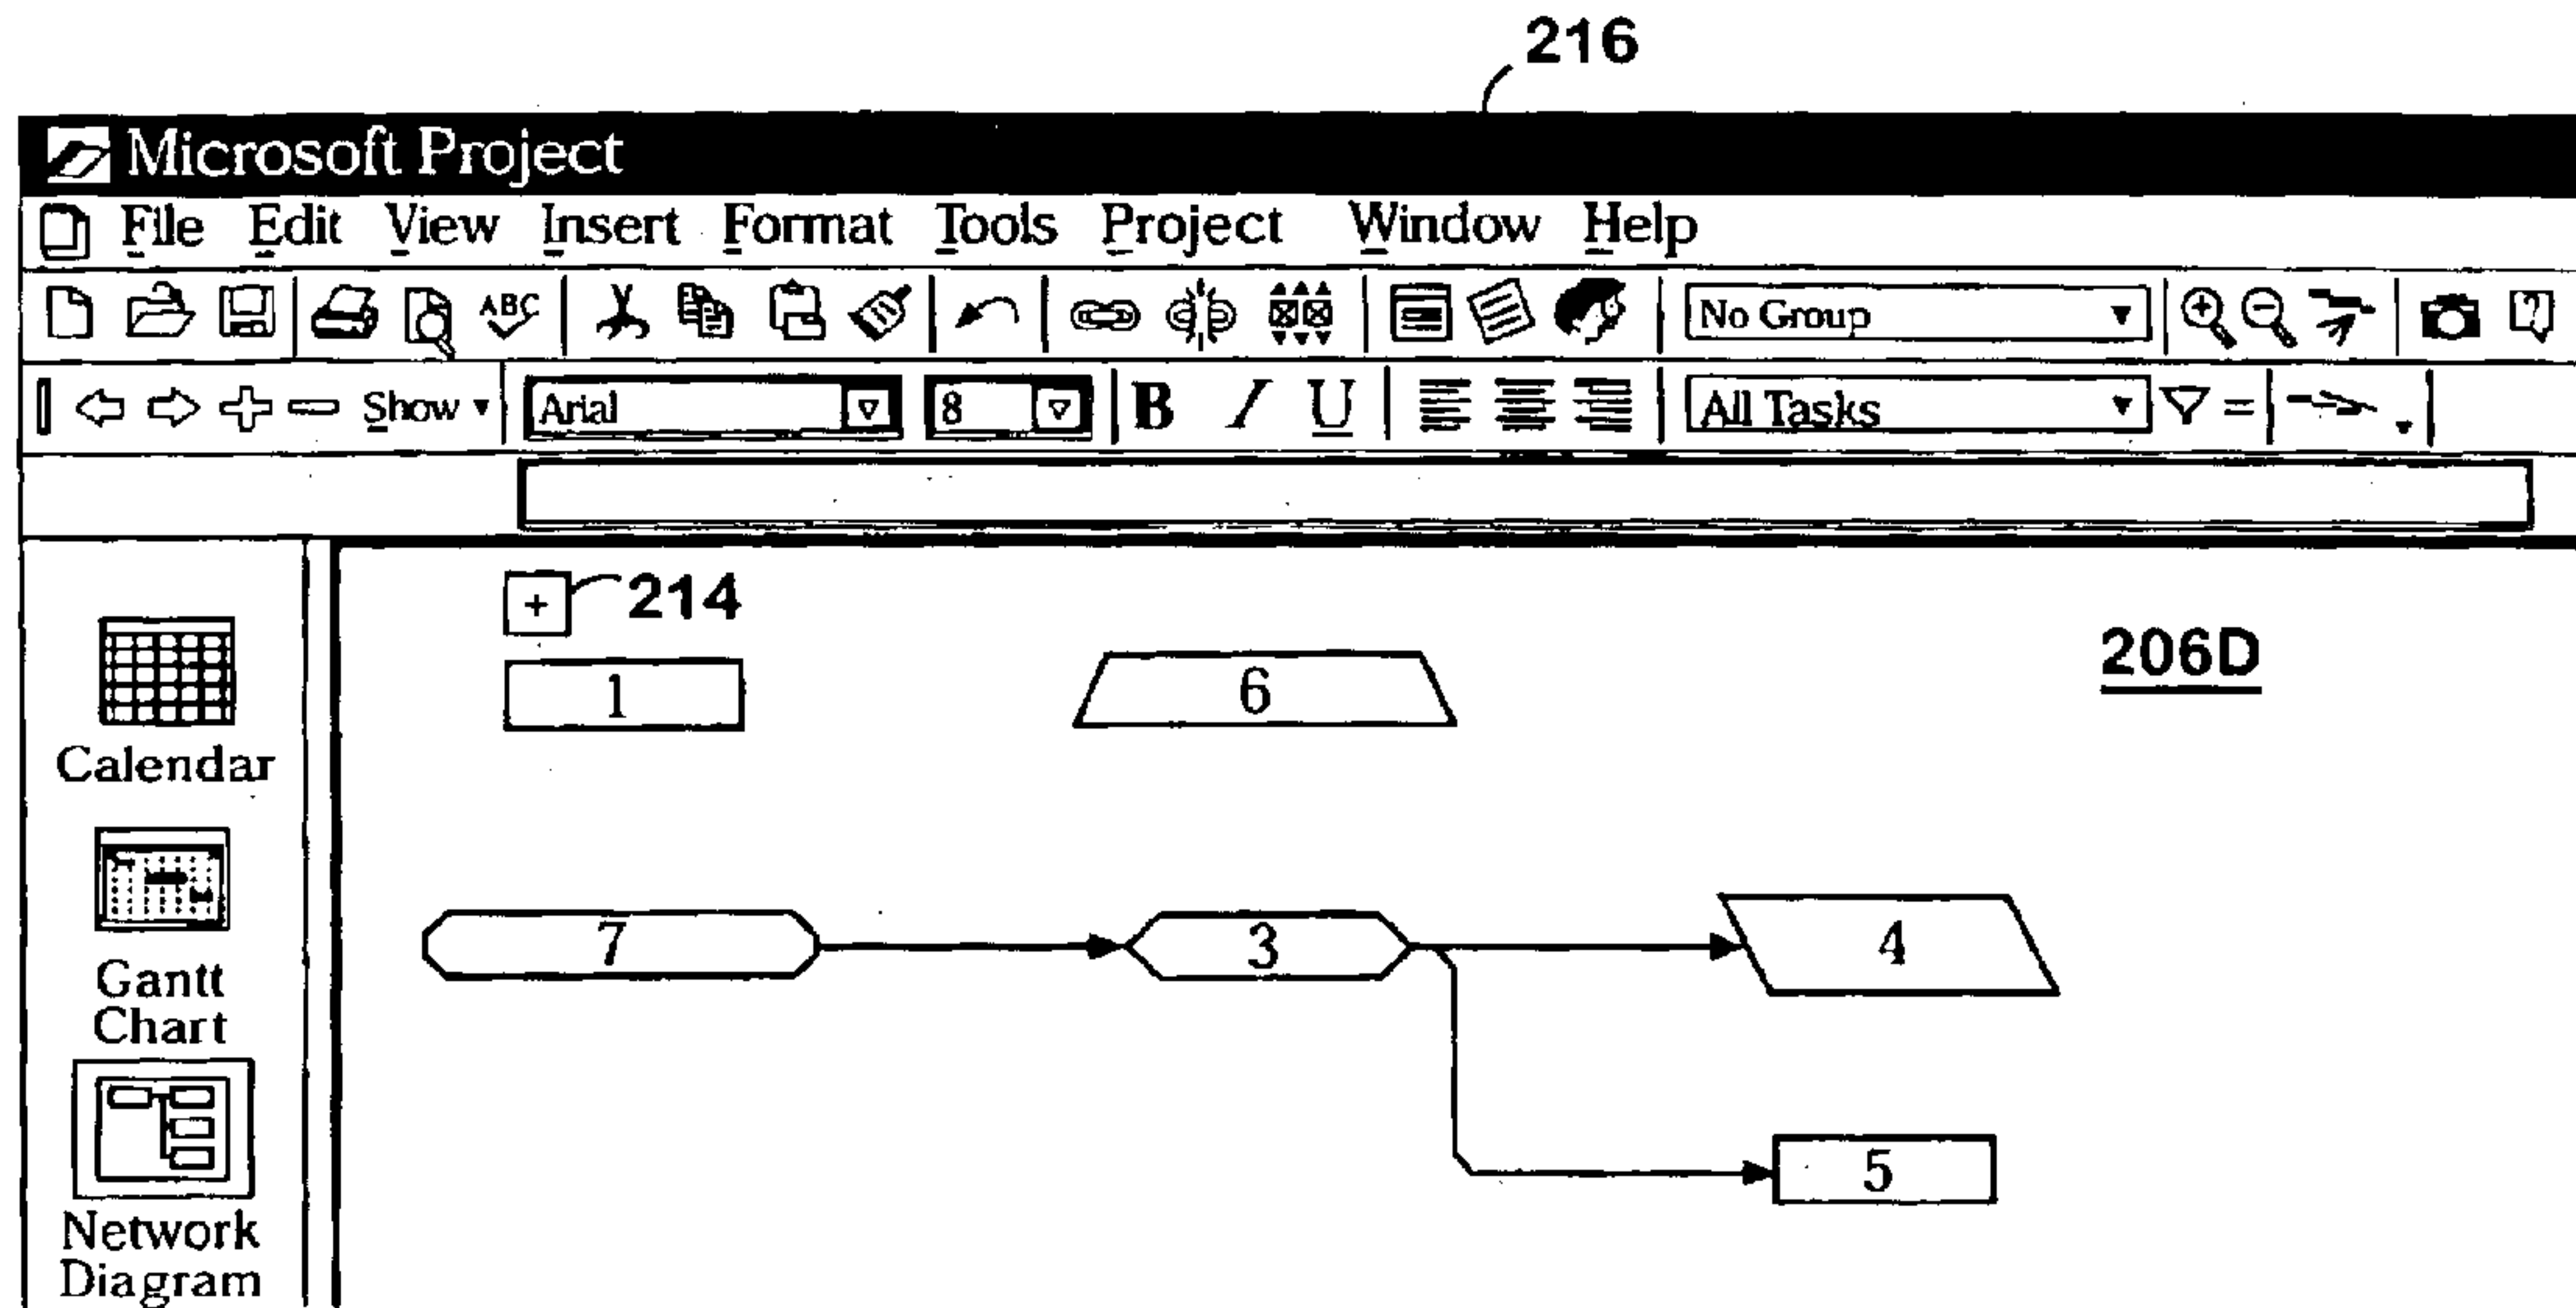 216
Microsoft Project
File Edit View Insert Format Tools Project Window Help
ABC No Group ?
Show Arial 8 B I U All Tasks =
+ 214
206D
1 6
Calendar
7 3 4
Gantt
Chart
5
Network
Diagram